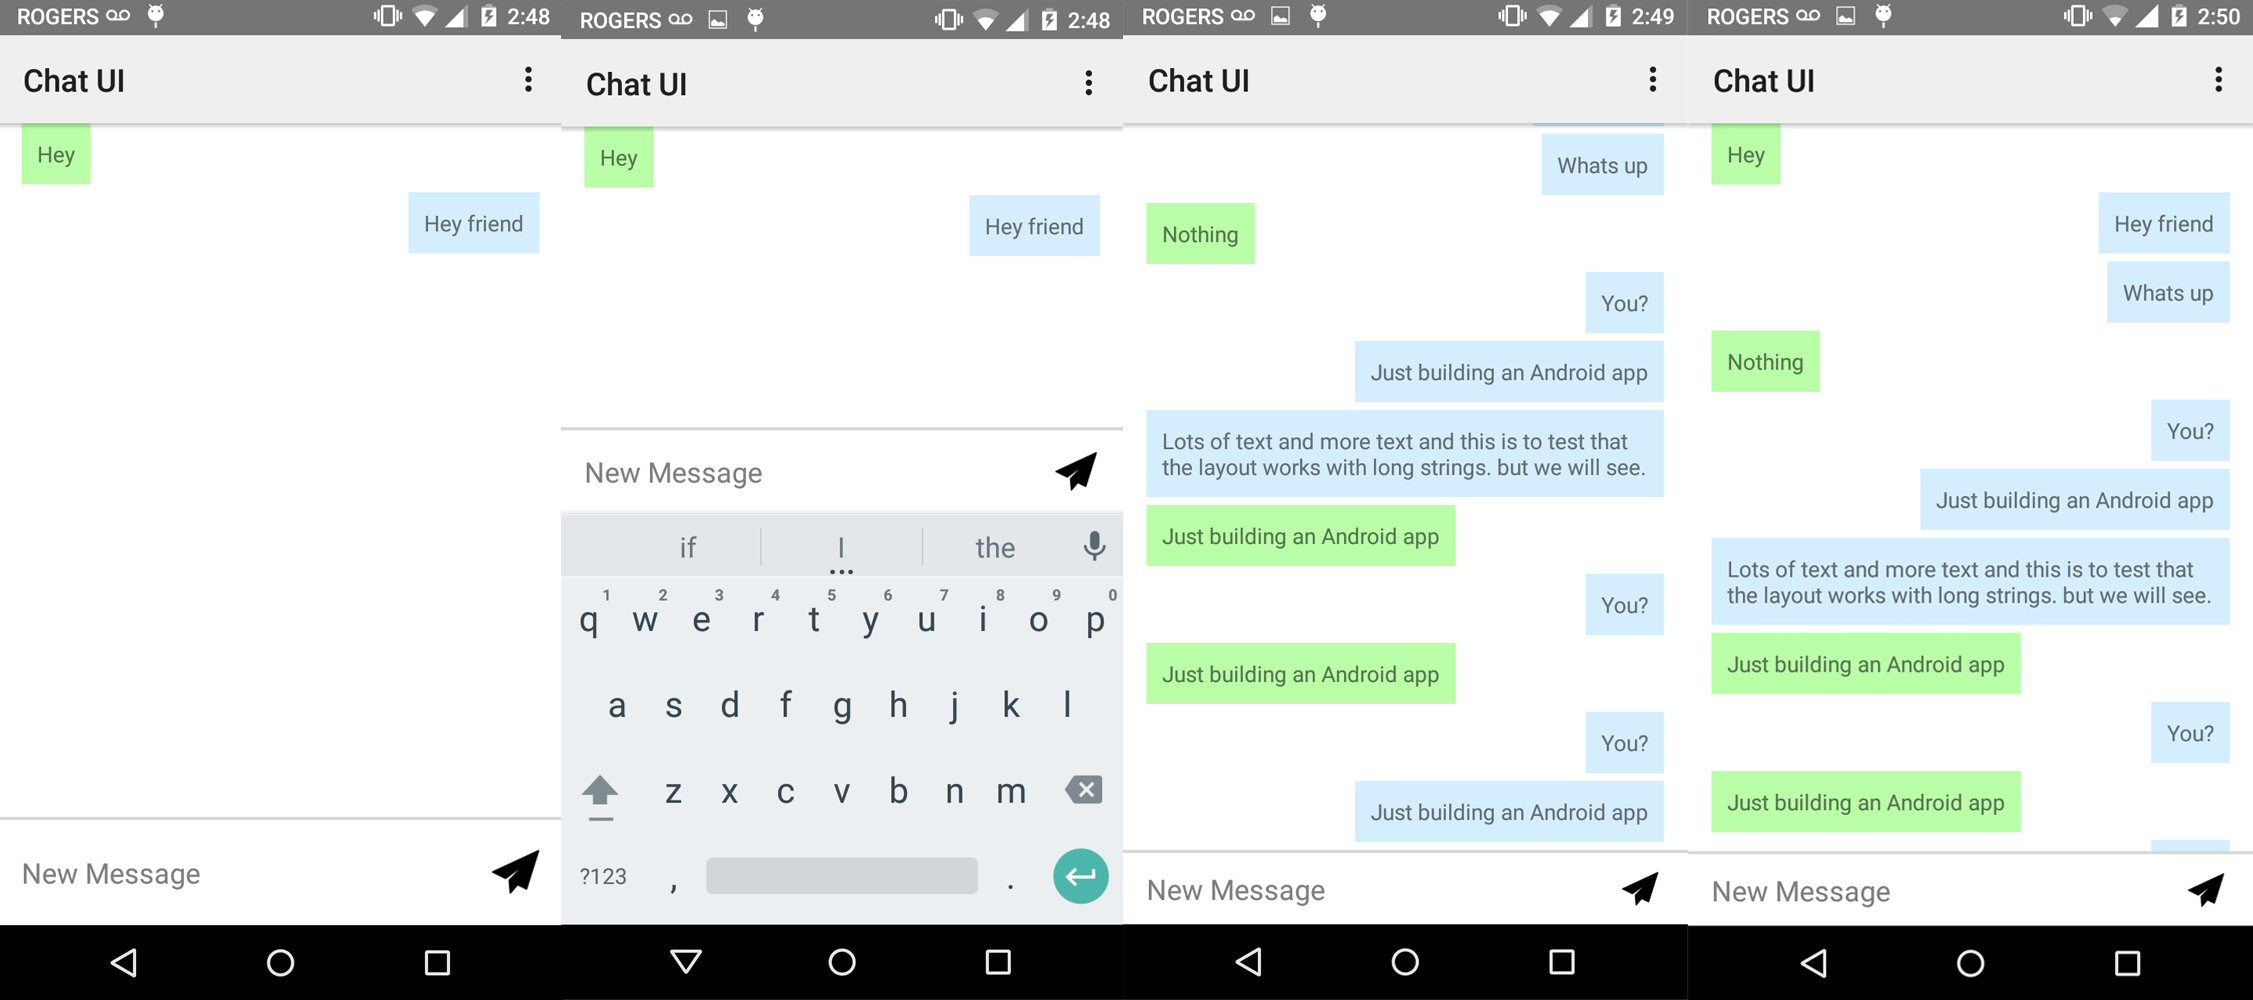 ROGERS 2:48
Chat UI
Hey
Hey friend
New Message
ROGERS 2:48
Chat UI
Hey
Hey friend
New Message
if I the
1 2 3 4 5 6 7 8 9 0
q w e r t y u i o p
a s d f g h j k l
z x c v b n m
?123 , .
ROGERS 2:49
Chat UI
Whats up
Nothing
You?
Just building an Android app
Lots of text and more text and this is to test that
the layout works with long strings. but we will see.
Just building an Android app
You?
Just building an Android app
You?
Just building an Android app
New Message
ROGERS 2:50
Chat UI
Hey
Hey friend
Whats up
Nothing
You?
Just building an Android app
Lots of text and more text and this is to test that
the layout works with long strings. but we will see.
Just building an Android app
You?
Just building an Android app
New Message